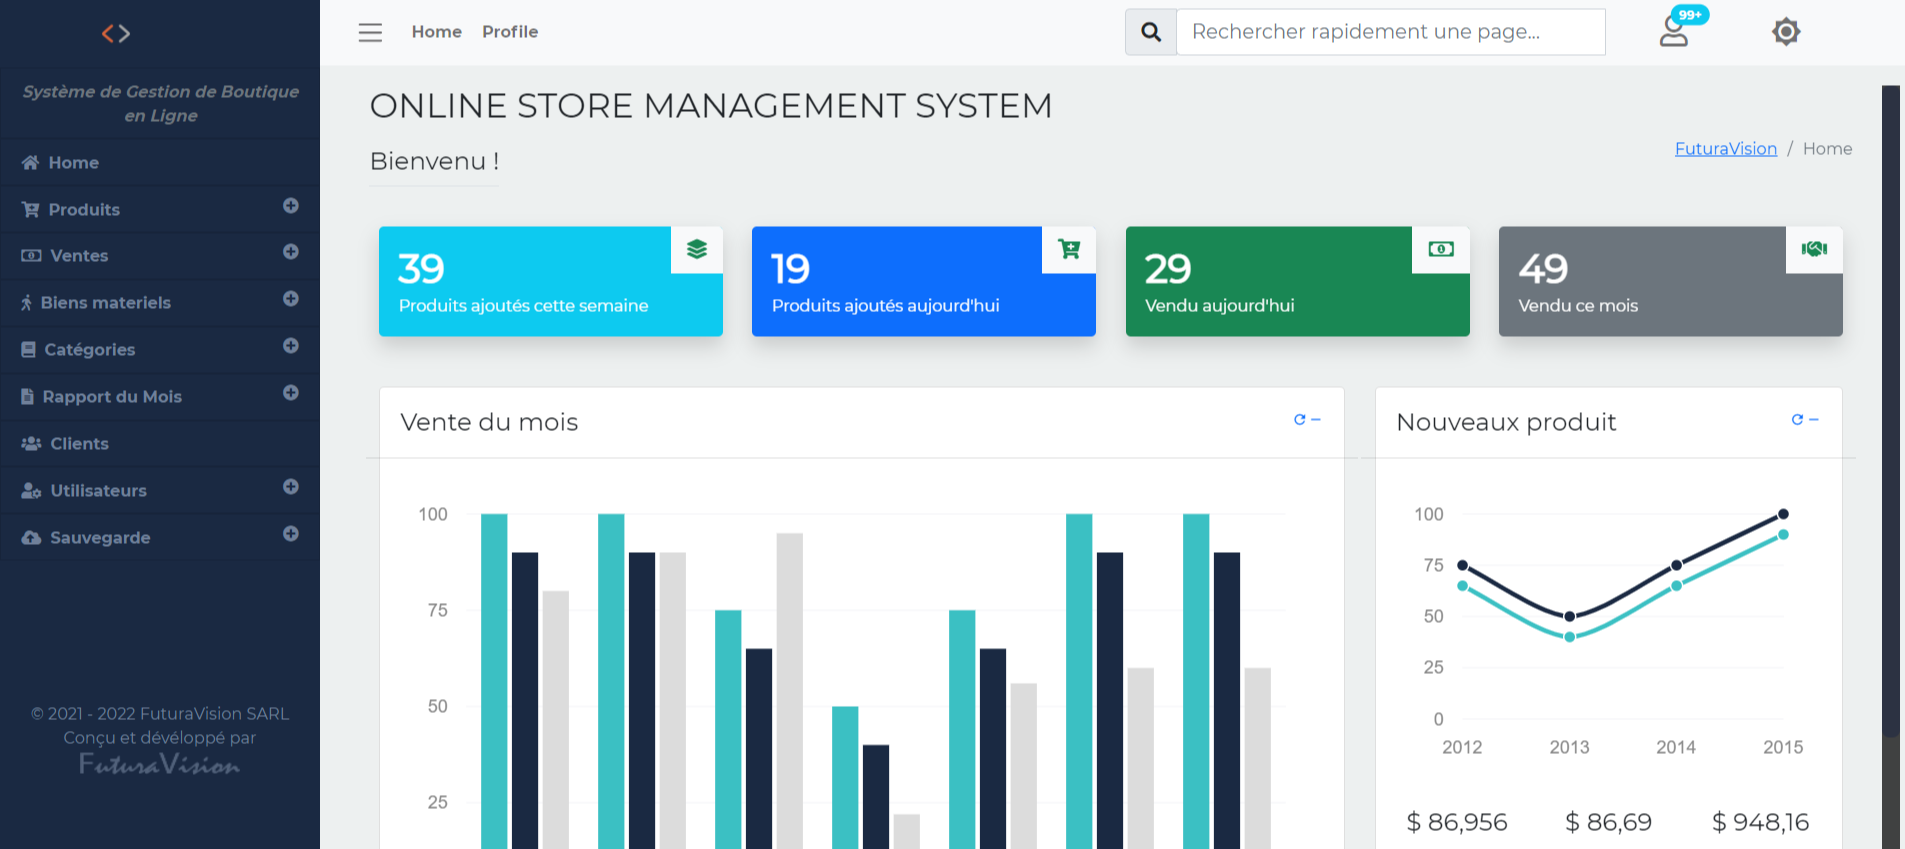 Système de Gestion de Boutique
en Ligne
Home
Produits
Ventes
Biens materiels
Catégories
Rapport du Mois
Clients
Utilisateurs
Sauvegarde
© 2021 - 2022 FuturaVision SARL
Conçu et dévéloppé par
FuturaVision
Home Profile
Rechercher rapidement une page...
99+
ONLINE STORE MANAGEMENT SYSTEM
Bienvenu !
FuturaVision / Home
39
Produits ajoutés cette semaine
19
Produits ajoutés aujourd'hui
29
Vendu aujourd'hui
49
Vendu ce mois
Vente du mois
100
75
50
25
Nouveaux produit
100
75
50
25
0
2012 2013 2014 2015
$ 86,956 $ 86,69 $ 948,16